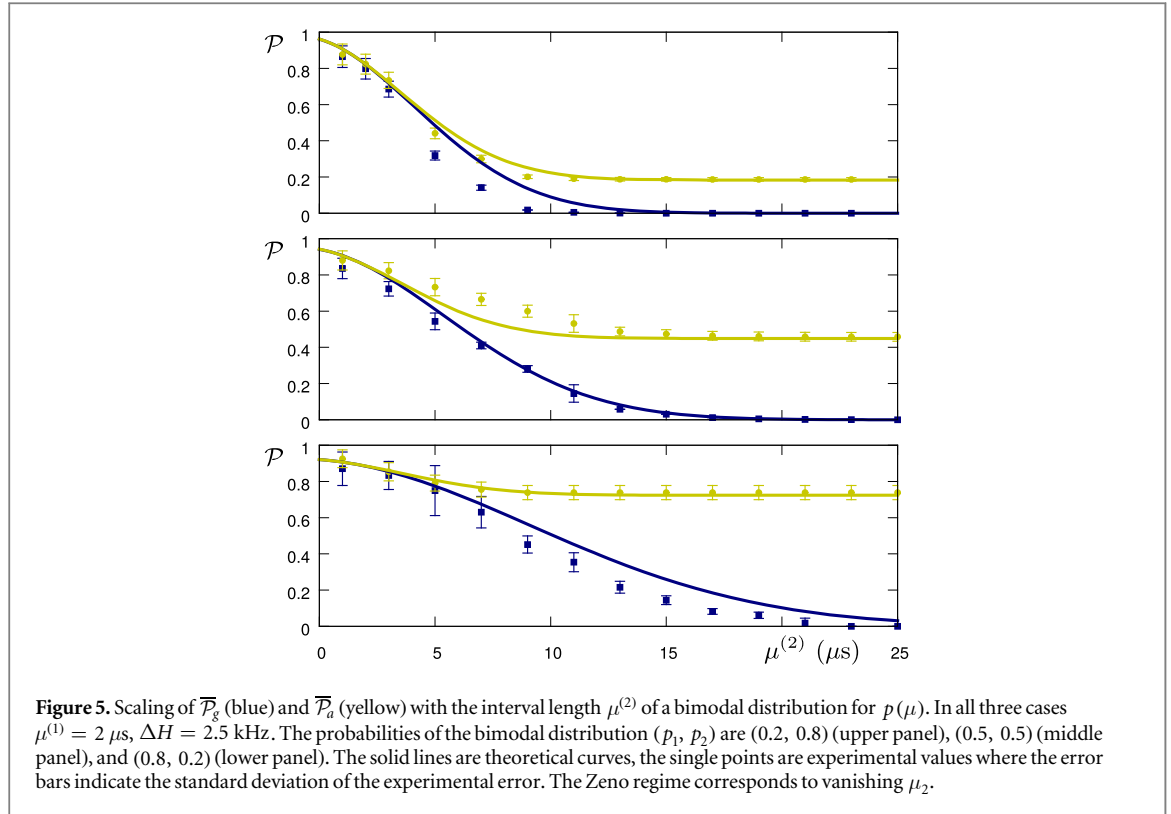 𝒫 1
0.8
0.6
0.4
0.2
0
𝒫 1
0.8
0.6
0.4
0.2
0
𝒫 1
0.8
0.6
0.4
0.2
0
0 5 10 15 μ⁽²⁾ (μs) 25
Figure 5. Scaling of 𝒫̅g (blue) and 𝒫̅a (yellow) with the interval length μ⁽²⁾ of a bimodal distribution for p(μ). In all three cases
μ⁽¹⁾ = 2 μs, ΔH = 2.5 kHz. The probabilities of the bimodal distribution (p₁, p₂) are (0.2, 0.8) (upper panel), (0.5, 0.5) (middle
panel), and (0.8, 0.2) (lower panel). The solid lines are theoretical curves, the single points are experimental values where the error
bars indicate the standard deviation of the experimental error. The Zeno regime corresponds to vanishing μ₂.